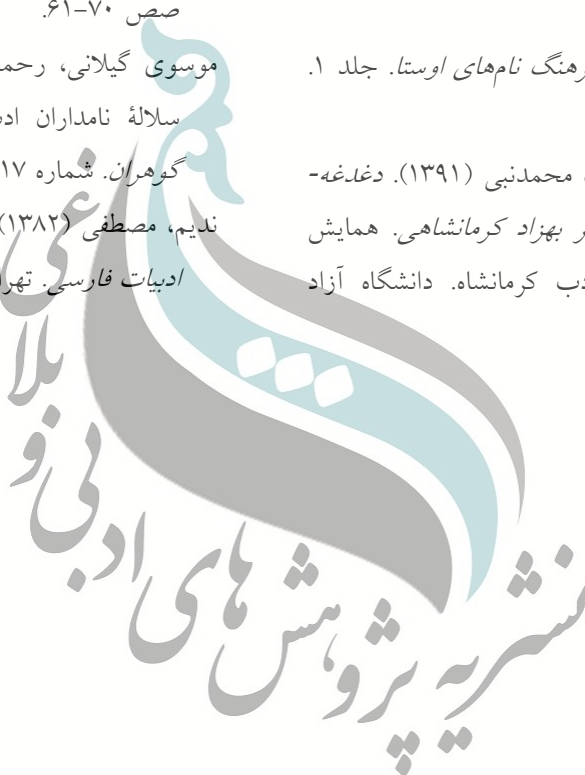 رهنگ نام‌های اوستا. جلد ۱.
محمدنبی (۱۳۹۱). دغدغه-
ر بهزاد کرمانشاهی. همایش
دب کرمانشاه. دانشگاه آزاد
صص ۷۰-۶۱.
موسوی گیلانی، رحم
سلالهٔ نامداران اد
گوهران. شماره ۱۷
ندیم، مصطفی (۱۳۸۲)
ادبیات فارسی. تهرا
نشریه پژوهش‌های ادبی و بلاغی